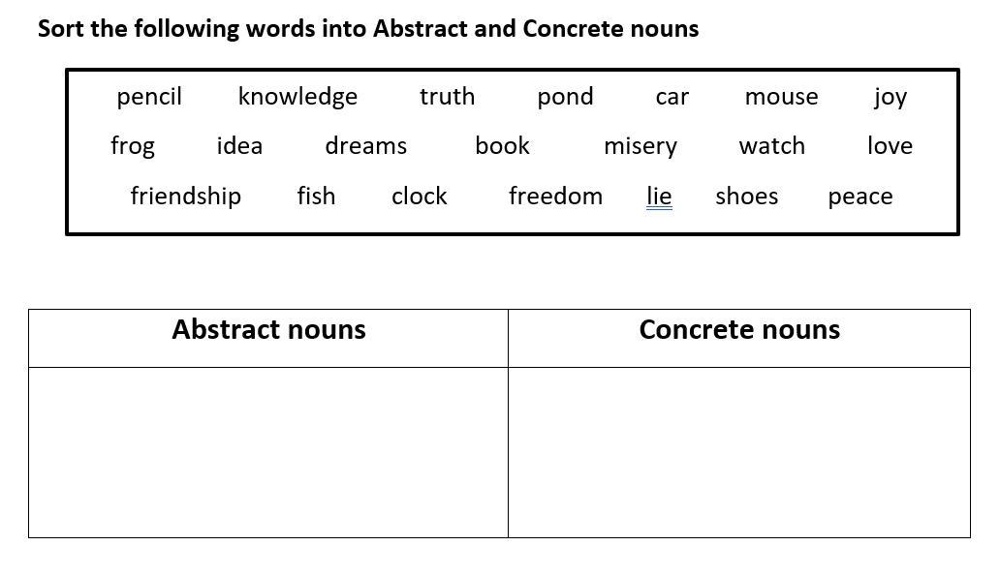 Sort the following words into Abstract and Concrete nouns
pencil knowledge truth pond car mouse joy
frog idea dreams book misery watch love
friendship fish clock freedom lie shoes peace
Abstract nouns Concrete nouns